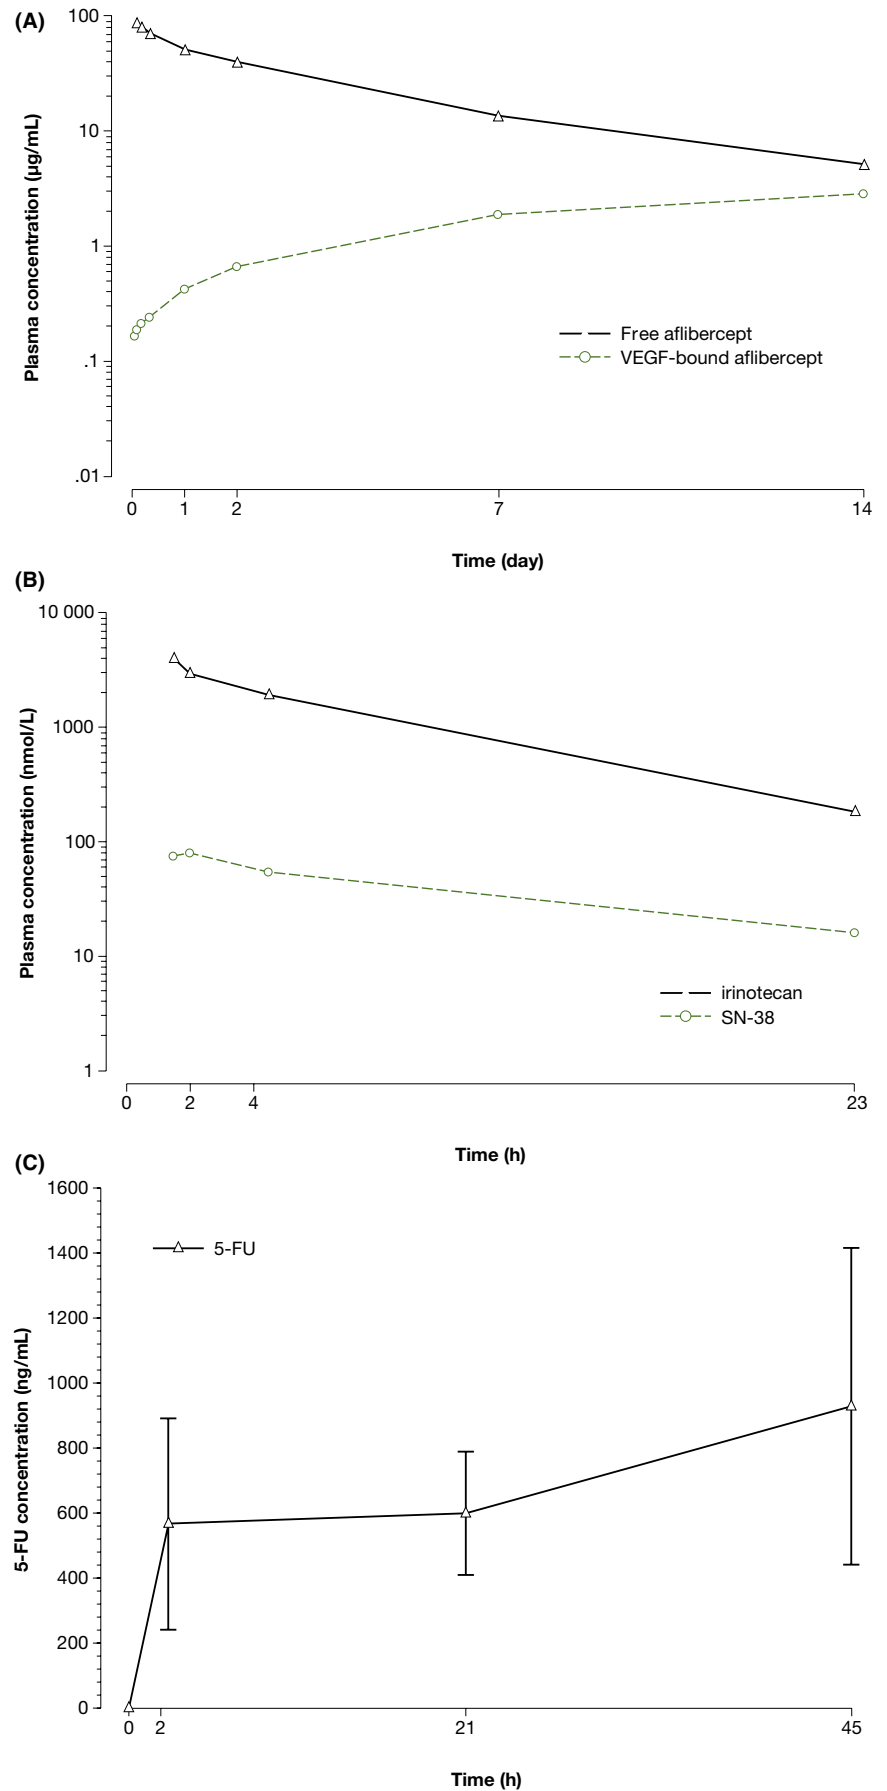 (A)
Plasma concentration (μg/mL)
100
10
1
.1
.01
Free aflibercept
VEGF-bound aflibercept
0 1 2 7 14
Time (day)
(B)
Plasma concentration (nmol/L)
10 000
1000
100
10
1
irinotecan
SN-38
0 2 4 23
Time (h)
(C)
5-FU concentration (ng/mL)
1600
1400
1200
1000
800
600
400
200
0
5-FU
0 2 21 45
Time (h)